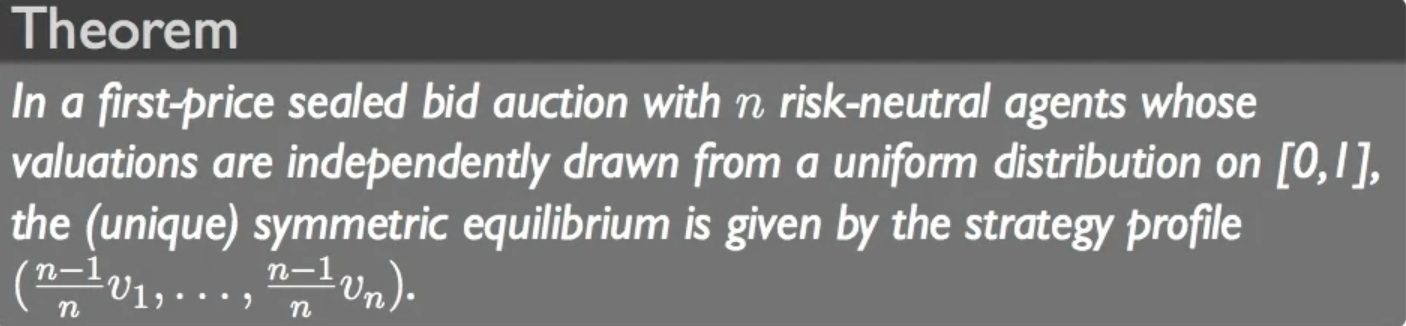 Theorem
In a first-price sealed bid auction with n risk-neutral agents whose
valuations are independently drawn from a uniform distribution on [0,1],
the (unique) symmetric equilibrium is given by the strategy profile
(\frac{n-1}{n}v_1, . . . , \frac{n-1}{n}v_n).